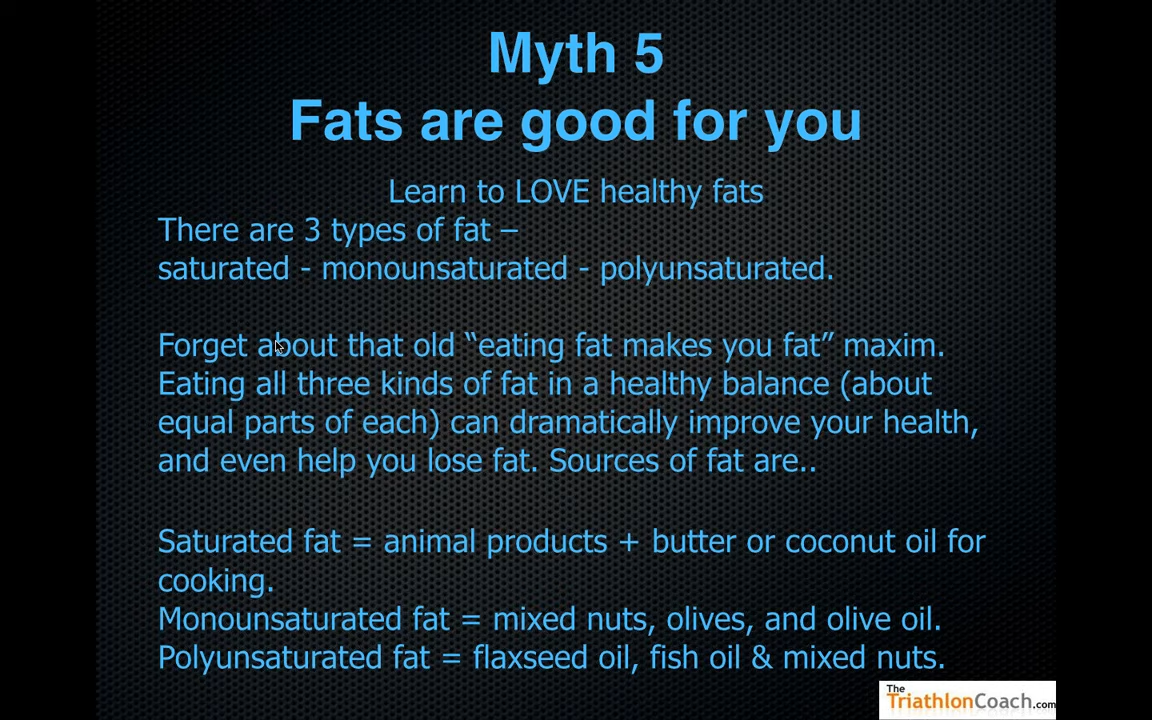 Myth 5
Fats are good for you
Learn to LOVE healthy fats
There are 3 types of fat –
saturated - monounsaturated - polyunsaturated.
Forget about that old “eating fat makes you fat” maxim.
Eating all three kinds of fat in a healthy balance (about
equal parts of each) can dramatically improve your health,
and even help you lose fat. Sources of fat are..
Saturated fat = animal products + butter or coconut oil for
cooking.
Monounsaturated fat = mixed nuts, olives, and olive oil.
Polyunsaturated fat = flaxseed oil, fish oil & mixed nuts.
The
TriathlonCoach.com